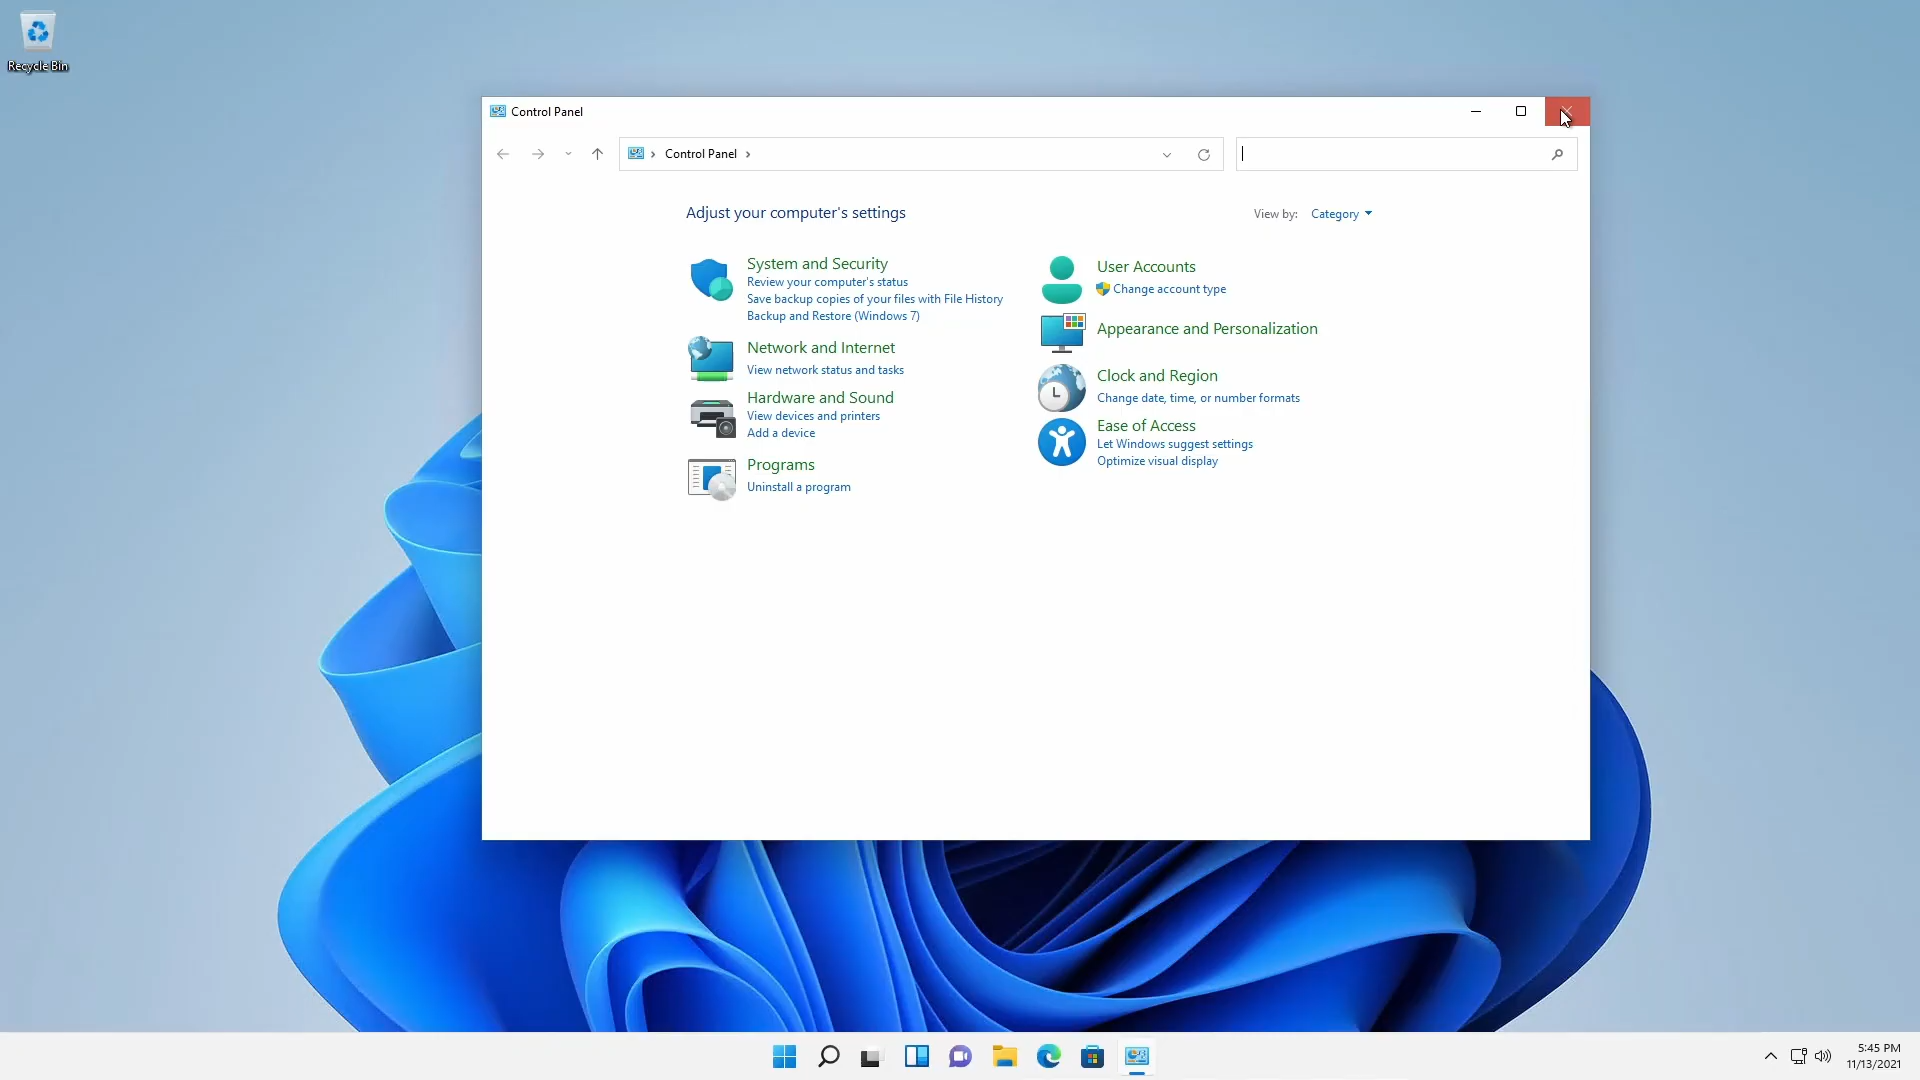 Recycle Bin
Control Panel
Control Panel
Adjust your computer's settings
View by: Category
System and Security
Review your computer's status
Save backup copies of your files with File History
Backup and Restore (Windows 7)
Network and Internet
View network status and tasks
Hardware and Sound
View devices and printers
Add a device
Programs
Uninstall a program
User Accounts
Change account type
Appearance and Personalization
Clock and Region
Change date, time, or number formats
Ease of Access
Let Windows suggest settings
Optimize visual display
5:45 PM
11/13/2021